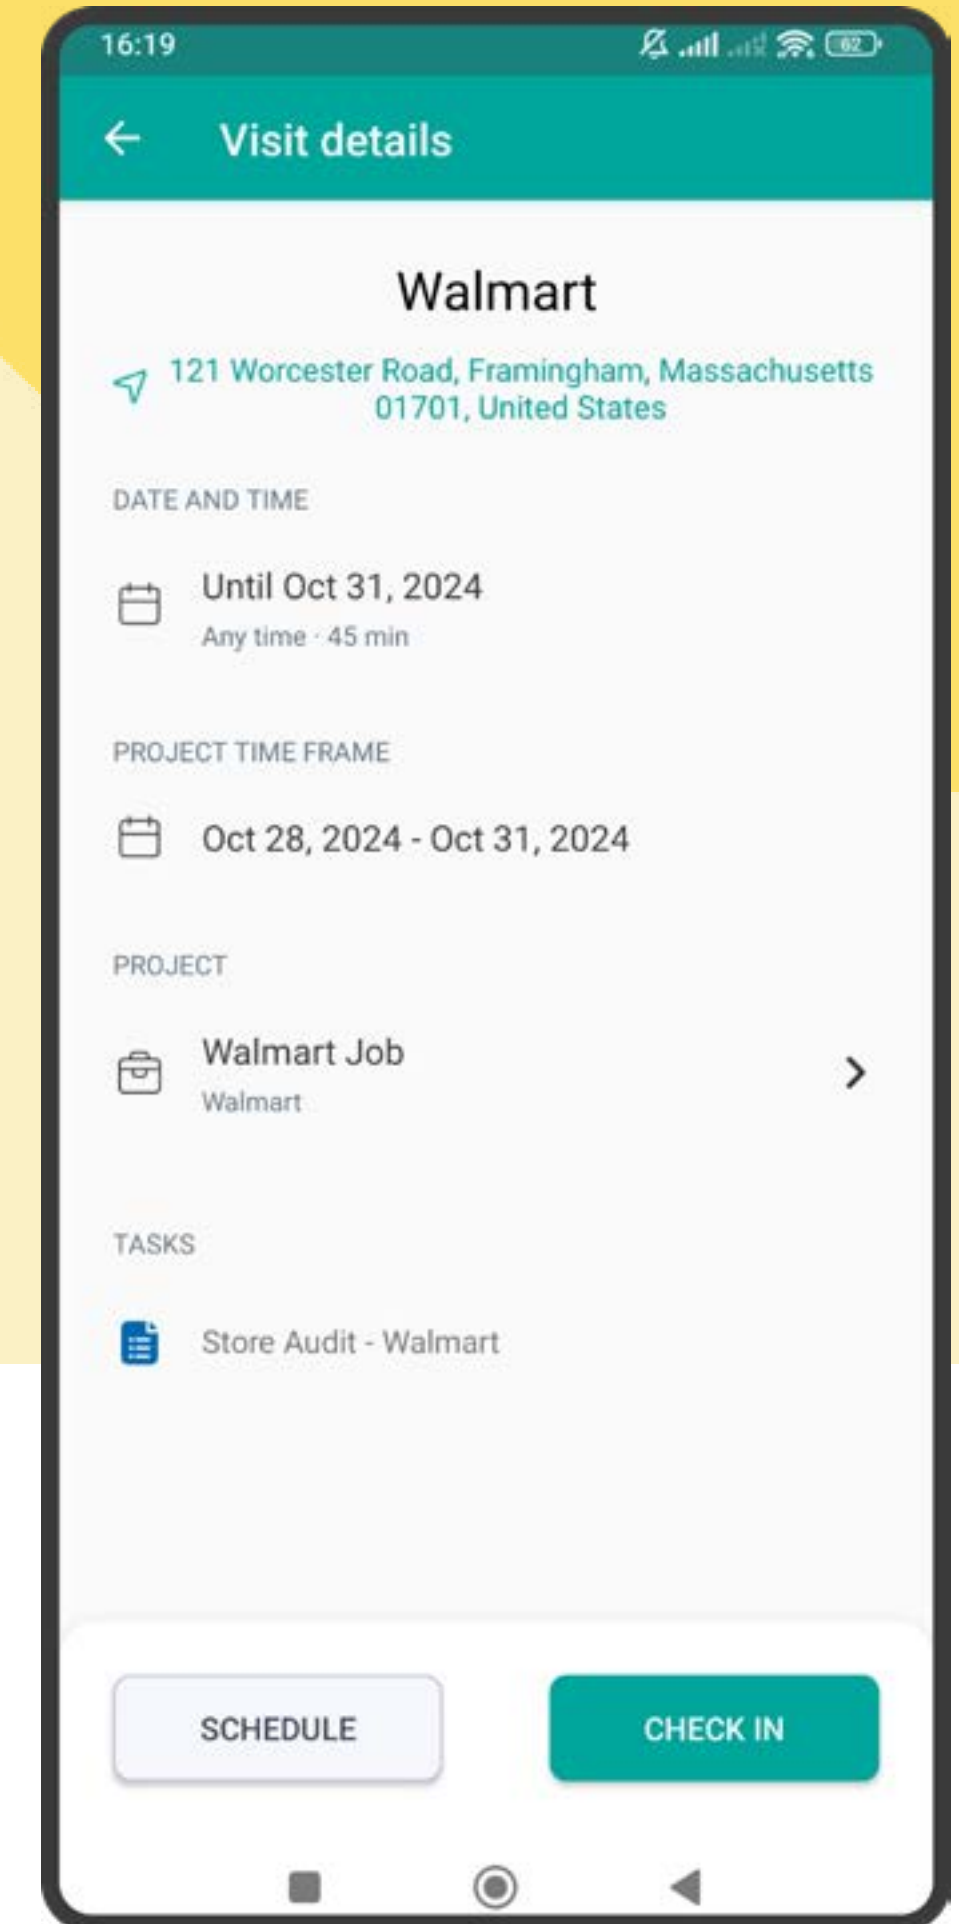 16:19
62
Visit details
Walmart
121 Worcester Road, Framingham, Massachusetts
01701, United States
DATE AND TIME
Until Oct 31, 2024
Any time · 45 min
PROJECT TIME FRAME
Oct 28, 2024 - Oct 31, 2024
PROJECT
Walmart Job
Walmart
TASKS
Store Audit - Walmart
SCHEDULE
CHECK IN